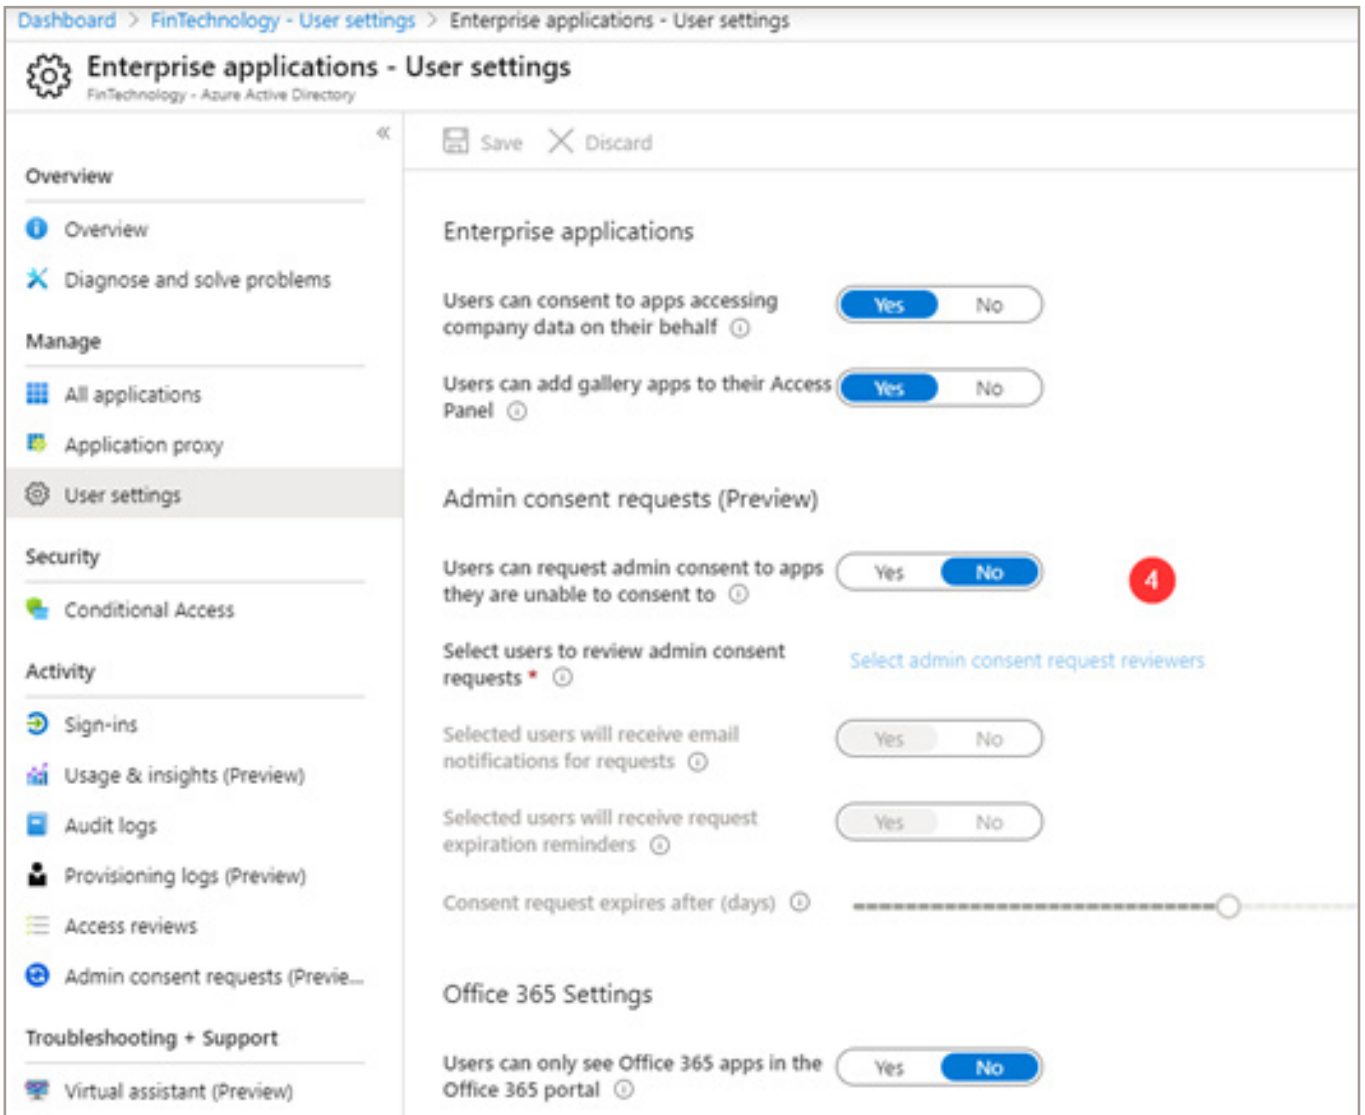 Dashboard > FinTechnology - User settings > Enterprise applications - User settings
Enterprise applications - User settings
FinTechnology - Azure Active Directory
«
Save Discard
Overview
Overview
Diagnose and solve problems
Manage
All applications
Application proxy
User settings
Security
Conditional Access
Activity
Sign-ins
Usage & insights (Preview)
Audit logs
Provisioning logs (Preview)
Access reviews
Admin consent requests (Previe...
Troubleshooting + Support
Virtual assistant (Preview)
Enterprise applications
Users can consent to apps accessing
company data on their behalf
Yes No
Users can add gallery apps to their Access
Panel
Yes No
Admin consent requests (Preview)
Users can request admin consent to apps
they are unable to consent to
Yes No
4
Select users to review admin consent
requests *
Select admin consent request reviewers
Selected users will receive email
notifications for requests
Yes No
Selected users will receive request
expiration reminders
Yes No
Consent request expires after (days)
Office 365 Settings
Users can only see Office 365 apps in the
Office 365 portal
Yes No